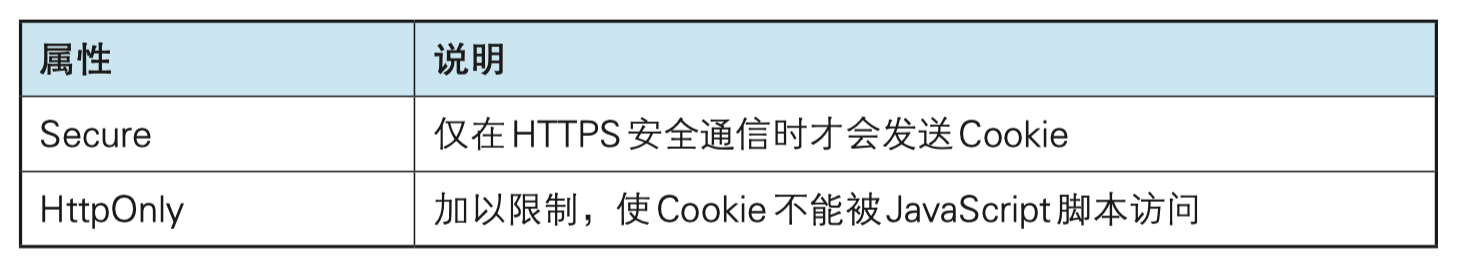 属性 说明
Secure 仅在HTTPS安全通信时才会发送Cookie
HttpOnly 加以限制，使Cookie不能被JavaScript脚本访问